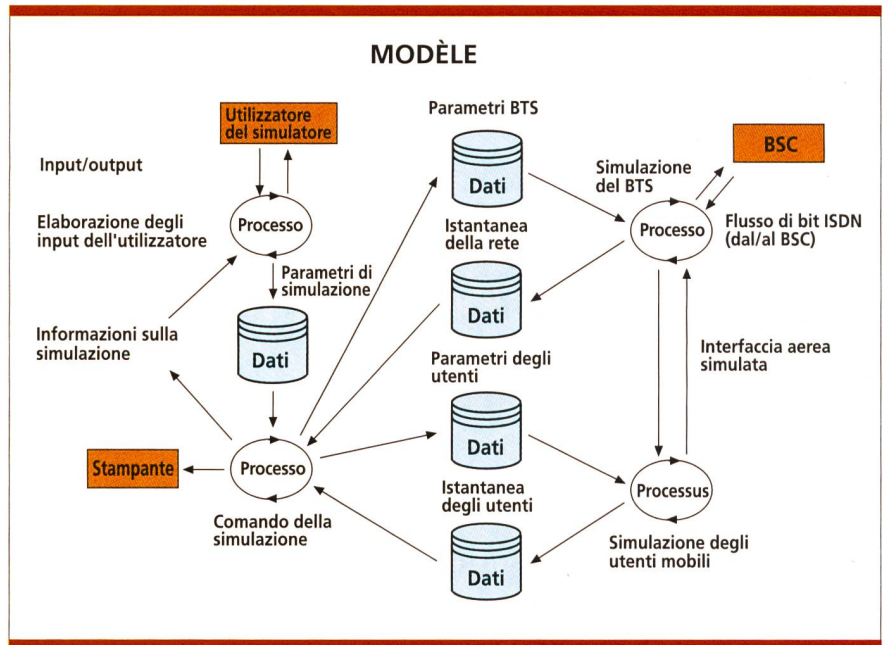 MODÈLE
Utilizzatore
del simulatore
Input/output
Processo
Elaborazione degli
input dell'utilizzatore
Parametri di
simulazione
Dati
Informazioni sulla
simulazione
Stampante
Processo
Comando della
simulazione
Parametri BTS
Dati
Istantanea
della rete
Dati
Parametri degli
utenti
Dati
Istantanea
degli utenti
Dati
BSC
Simulazione
del BTS
Processo
Flusso di bit ISDN
(dal/al BSC)
Interfaccia aerea
simulata
Processus
Simulazione degli
utenti mobili